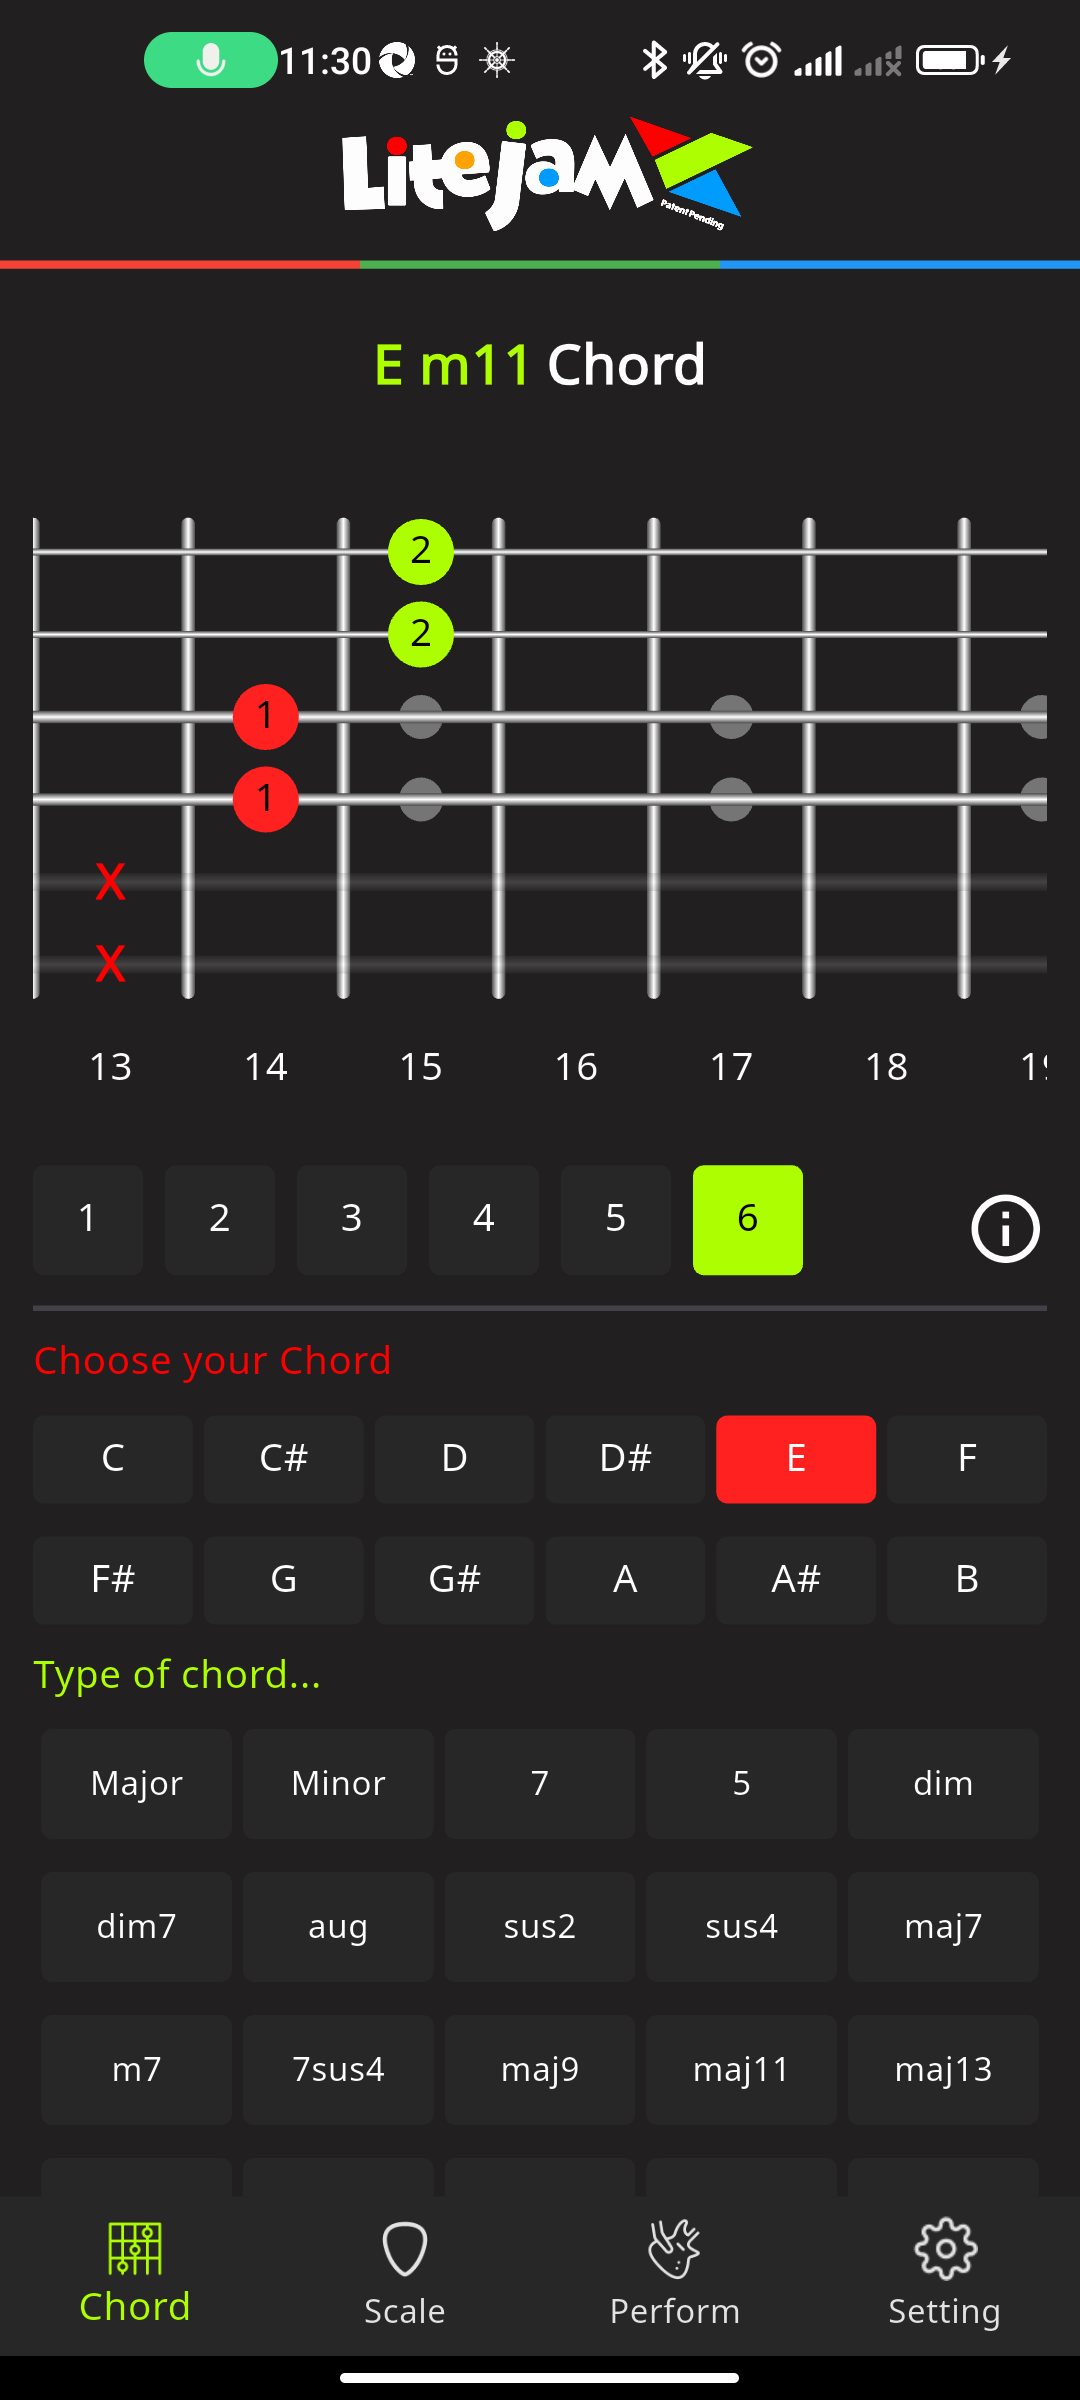 11:30
Litejam
Patent Pending
E m11 Chord
2
2
1
1
X
X
13 14 15 16 17 18 19
1 2 3 4 5 6
Choose your Chord
C C# D D# E F
F# G G# A A# B
Type of chord...
Major Minor 7 5 dim
dim7 aug sus2 sus4 maj7
m7 7sus4 maj9 maj11 maj13
Chord Scale Perform Setting